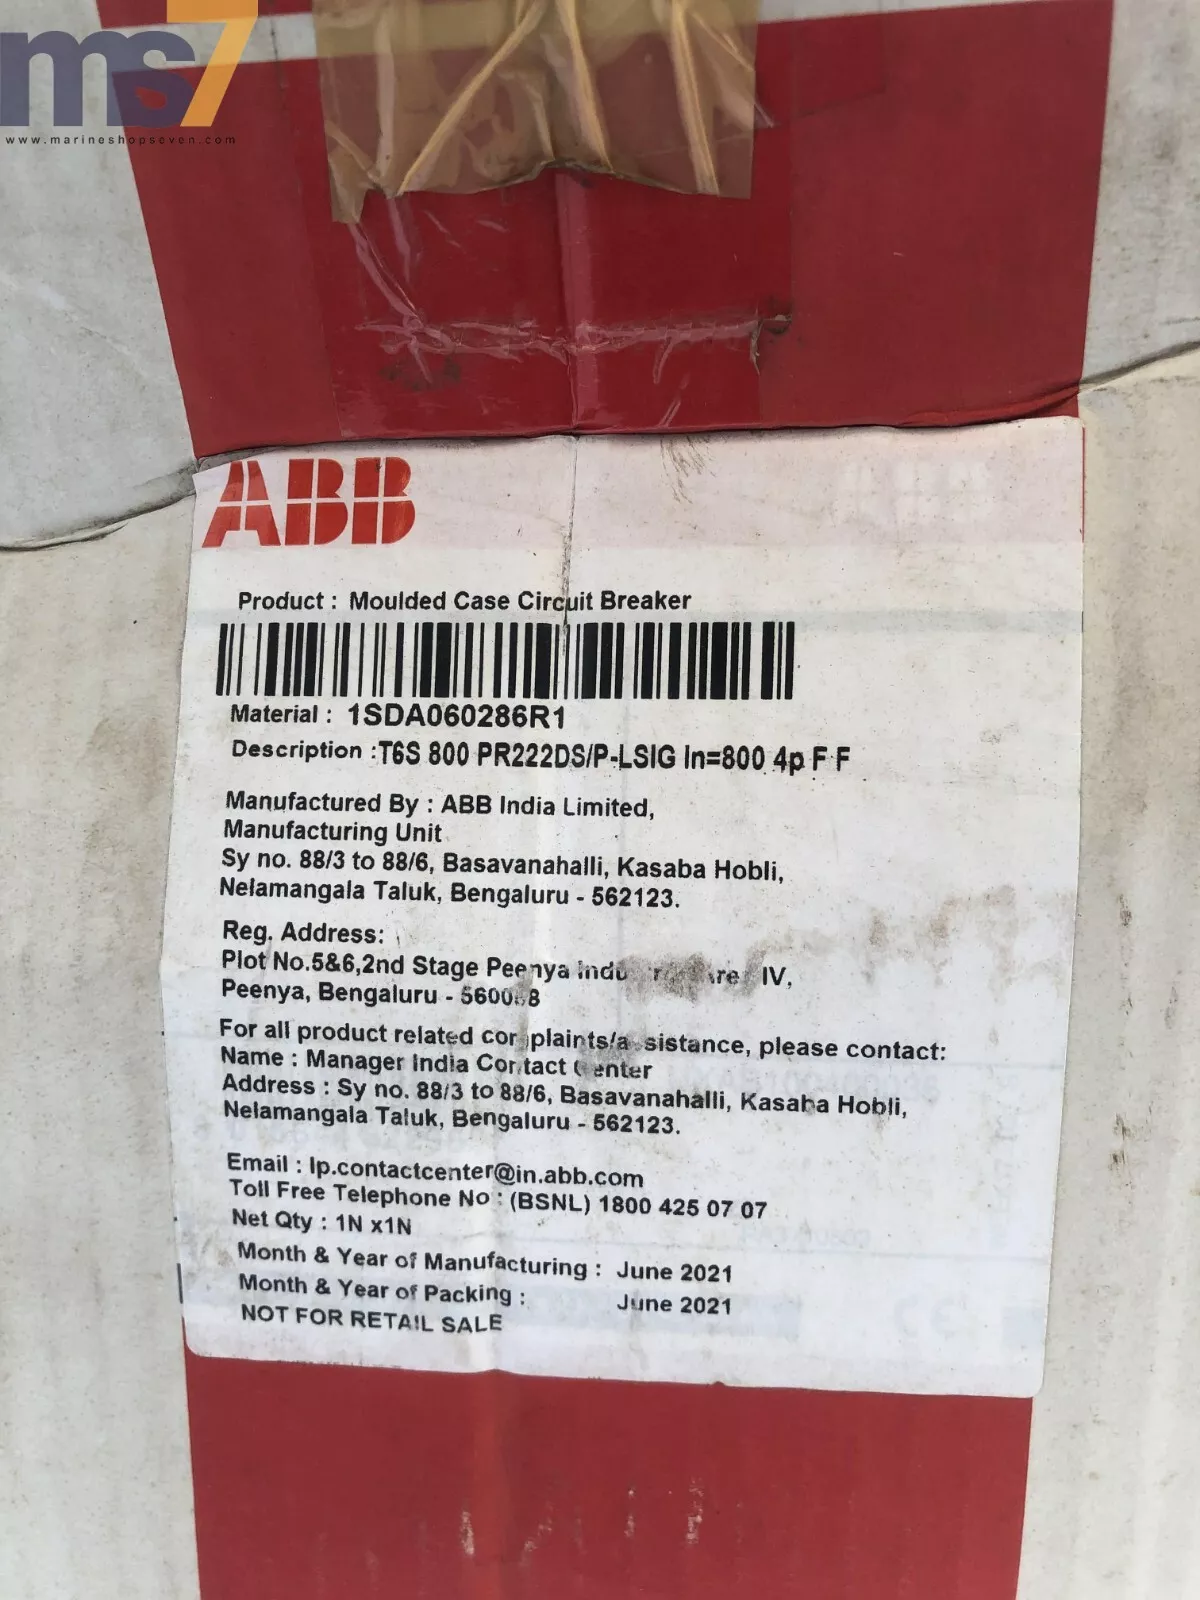 ms7
www.marineshopseven.com
ABB
Product : Moulded Case Circuit Breaker
Material : 1SDA060286R1
Description :T6S 800 PR222DS/P-LSIG In=800 4p F F
Manufactured By : ABB India Limited,
Manufacturing Unit
Sy no. 88/3 to 88/6, Basavanahalli, Kasaba Hobli,
Nelamangala Taluk, Bengaluru - 562123.
Reg. Address:
Plot No.5&6,2nd Stage Peenya IV,
Peenya, Bengaluru -
For all product related complaints/assistance, please contact:
Name : Manager India Contact Center
Address : Sy no. 88/3 to 88/6, Basavanahalli, Kasaba Hobli,
Nelamangala Taluk, Bengaluru - 562123.
Email : lp.contactcenter@in.abb.com
Toll Free Telephone No : (BSNL) 1800 425 07 07
Net Qty : 1N x1N
Month & Year of Manufacturing : June 2021
Month & Year of Packing : June 2021
NOT FOR RETAIL SALE